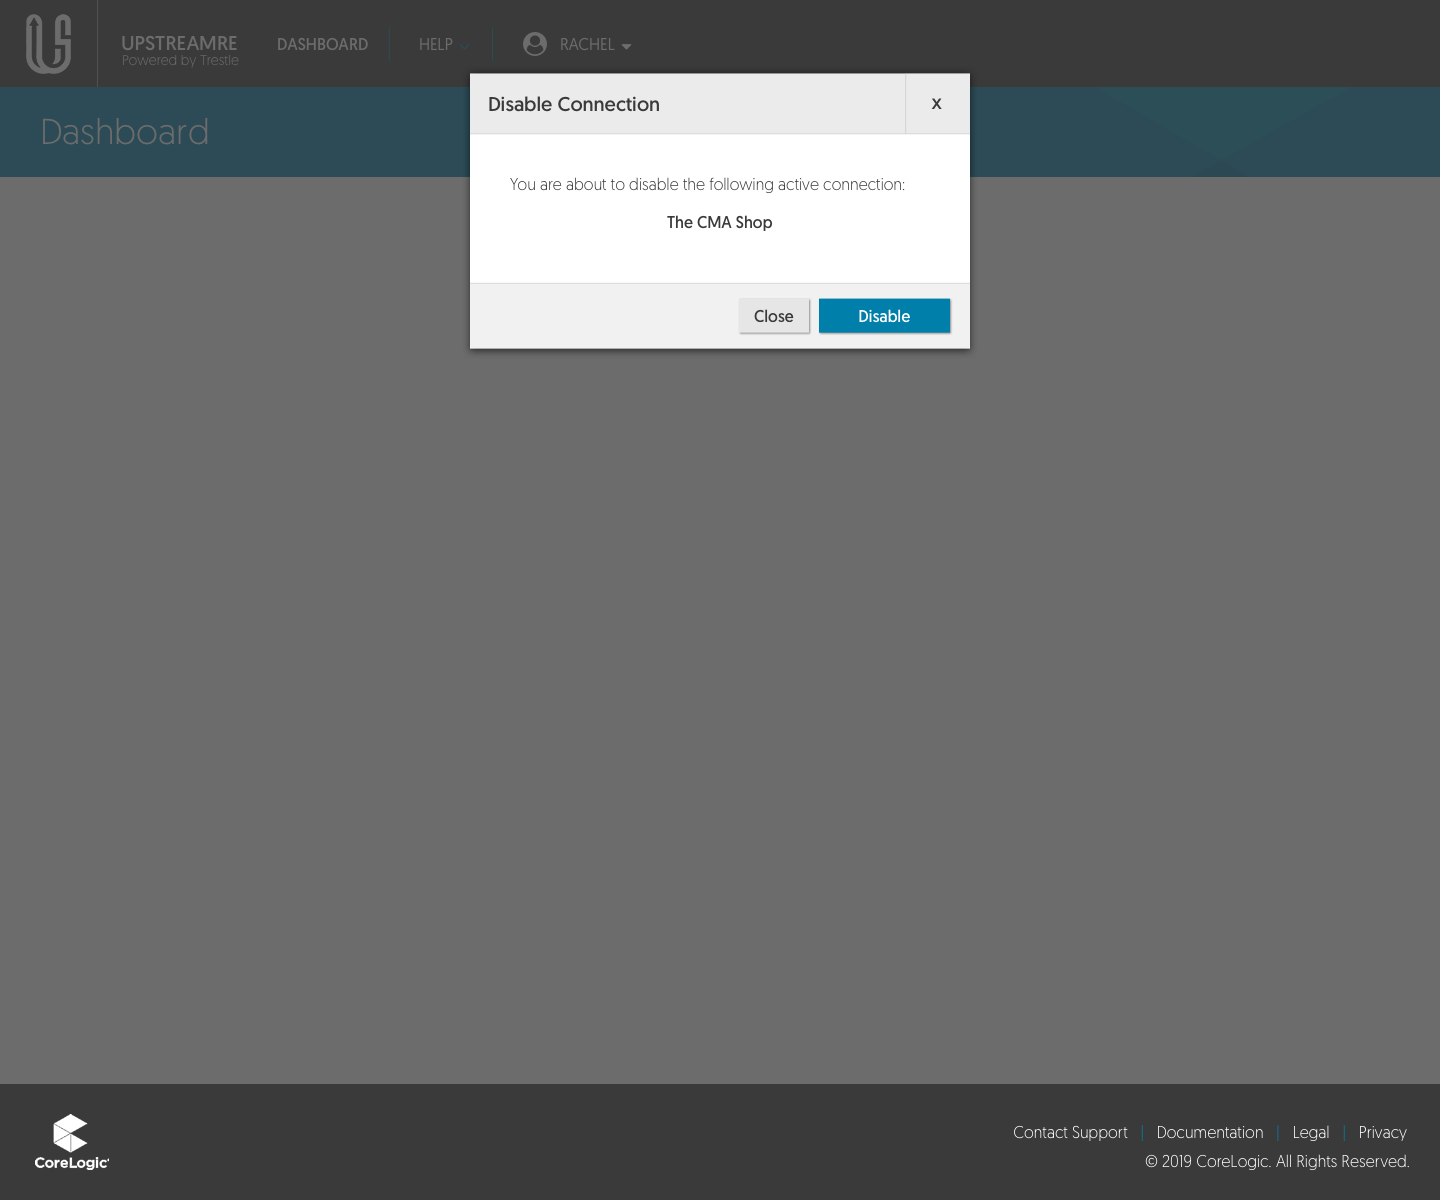 UPSTREAMRE
Powered by Trestle
DASHBOARD
HELP
RACHEL
Dashboard
Disable Connection
X
You are about to disable the following active connection:
The CMA Shop
Close
Disable
CoreLogic
Contact Support | Documentation | Legal | Privacy
© 2019 CoreLogic. All Rights Reserved.